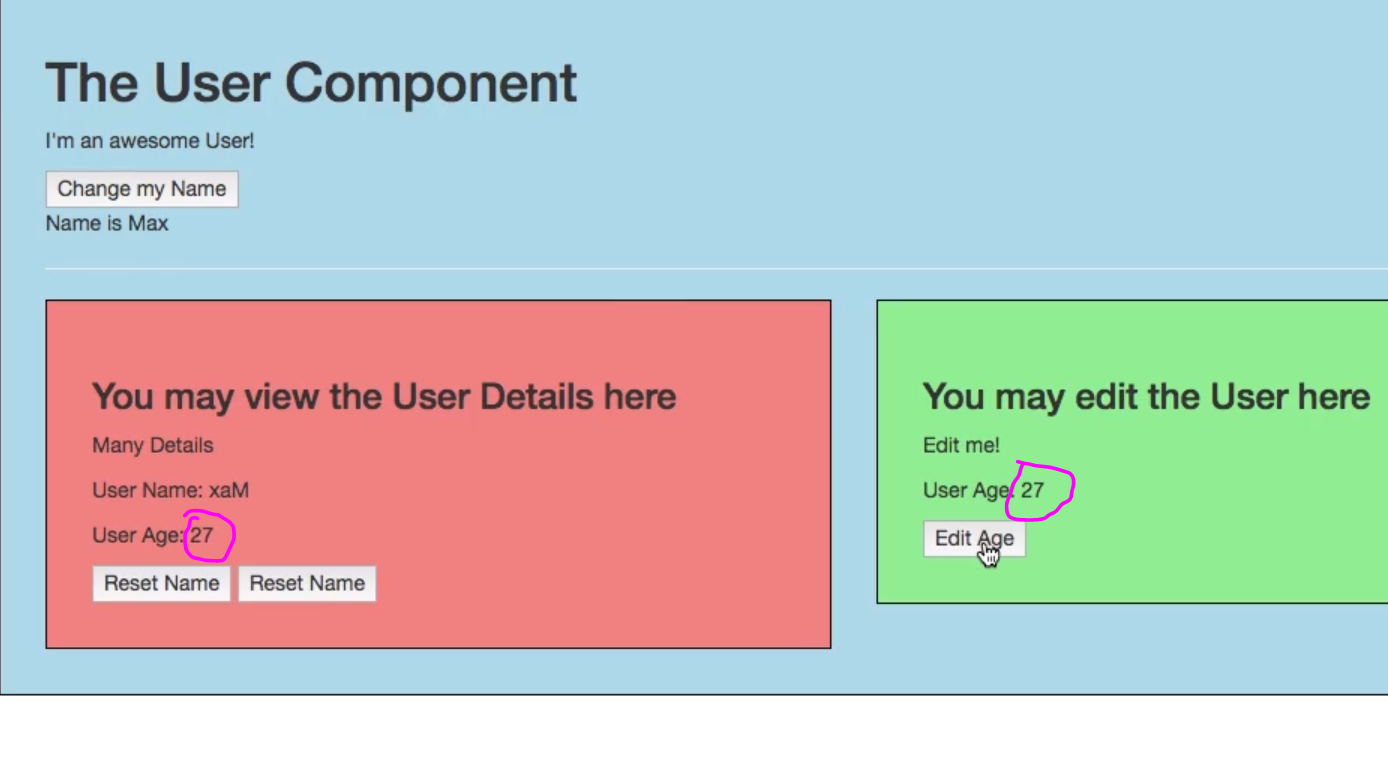 The User Component
I'm an awesome User!
Change my Name
Name is Max
You may view the User Details here
Many Details
User Name: xaM
User Age: 27
Reset Name Reset Name
You may edit the User here
Edit me!
User Age: 27
Edit Age